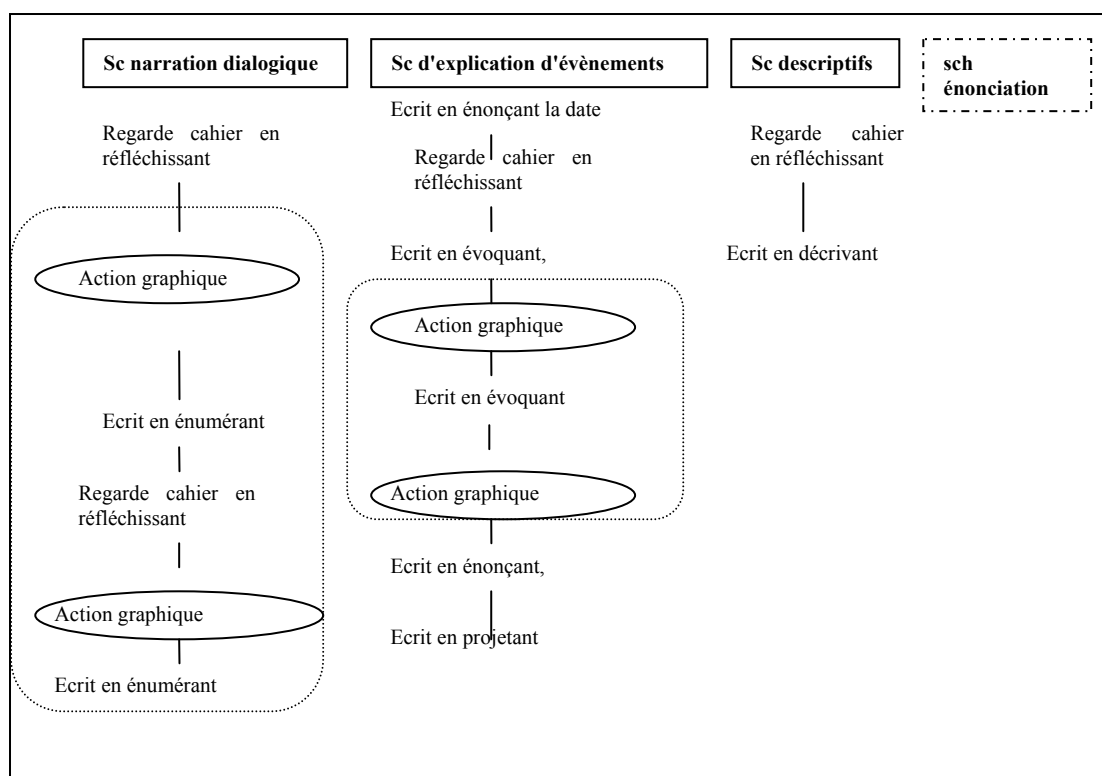 Sc narration dialogique
Sc d'explication d'évènements
Sc descriptifs
sch
énonciation
Regarde cahier en
réfléchissant
Action graphique
Ecrit en énumérant
Regarde cahier en
réfléchissant
Action graphique
Ecrit en énumérant
Ecrit en énonçant la date
Regarde cahier en
réfléchissant
Ecrit en évoquant,
Action graphique
Ecrit en évoquant
Action graphique
Ecrit en énonçant,
Ecrit en projetant
Regarde cahier
en réfléchissant
Ecrit en décrivant